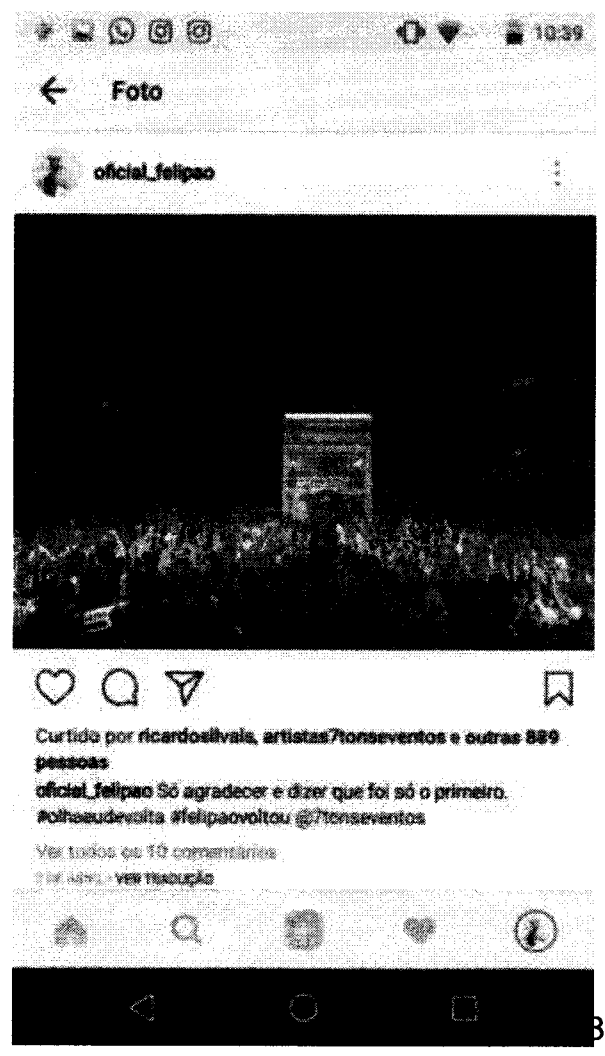 10:39
Foto
oficial_felipao
Curtido por ricardosilvais, artistas7tonseventos e outras 889
pessoas
oficial_felipao Só agradecer e dizer que foi só o primeiro.
#olhaeudevolta #felipaovoltou @7tonseventos
Ver todos os 10 comentários
VER TRADUÇÃO